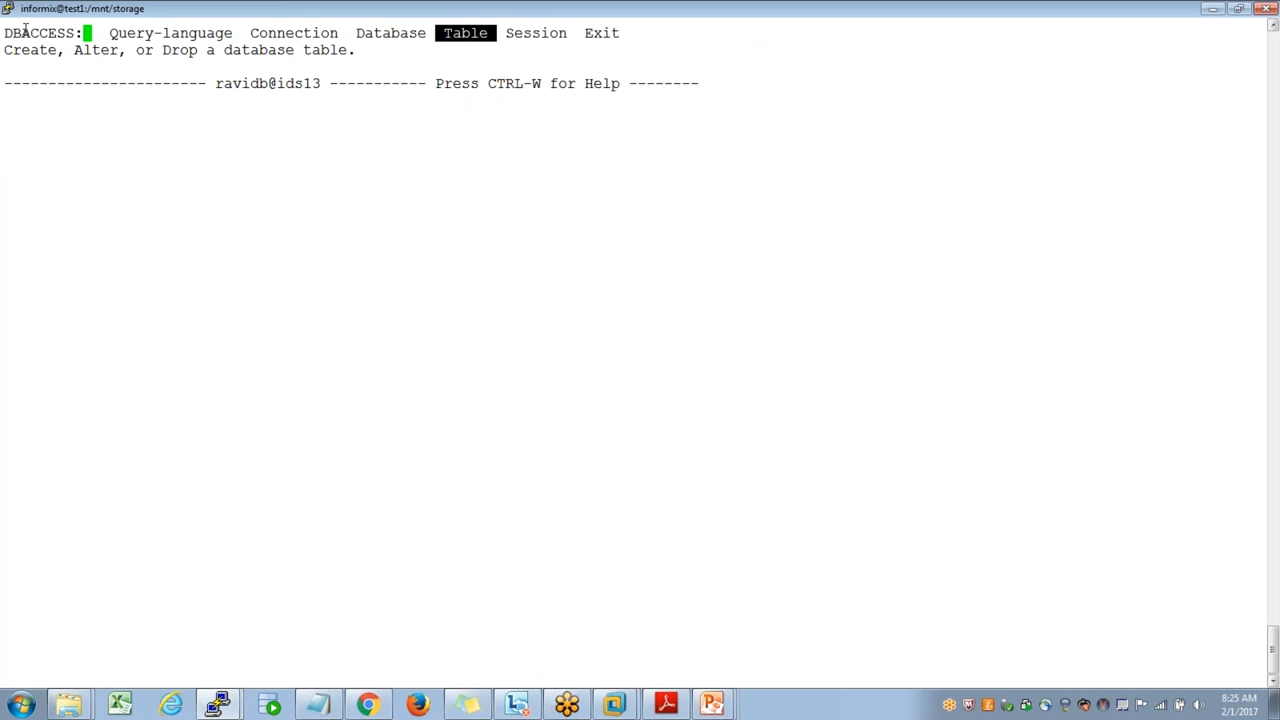 informix@test1:/mnt/storage
DBACCESS: Query-language Connection Database Table Session Exit
Create, Alter, or Drop a database table.
----------------------- ravidb@ids13 ----------- Press CTRL-W for Help --------
8:25 AM
2/1/2017